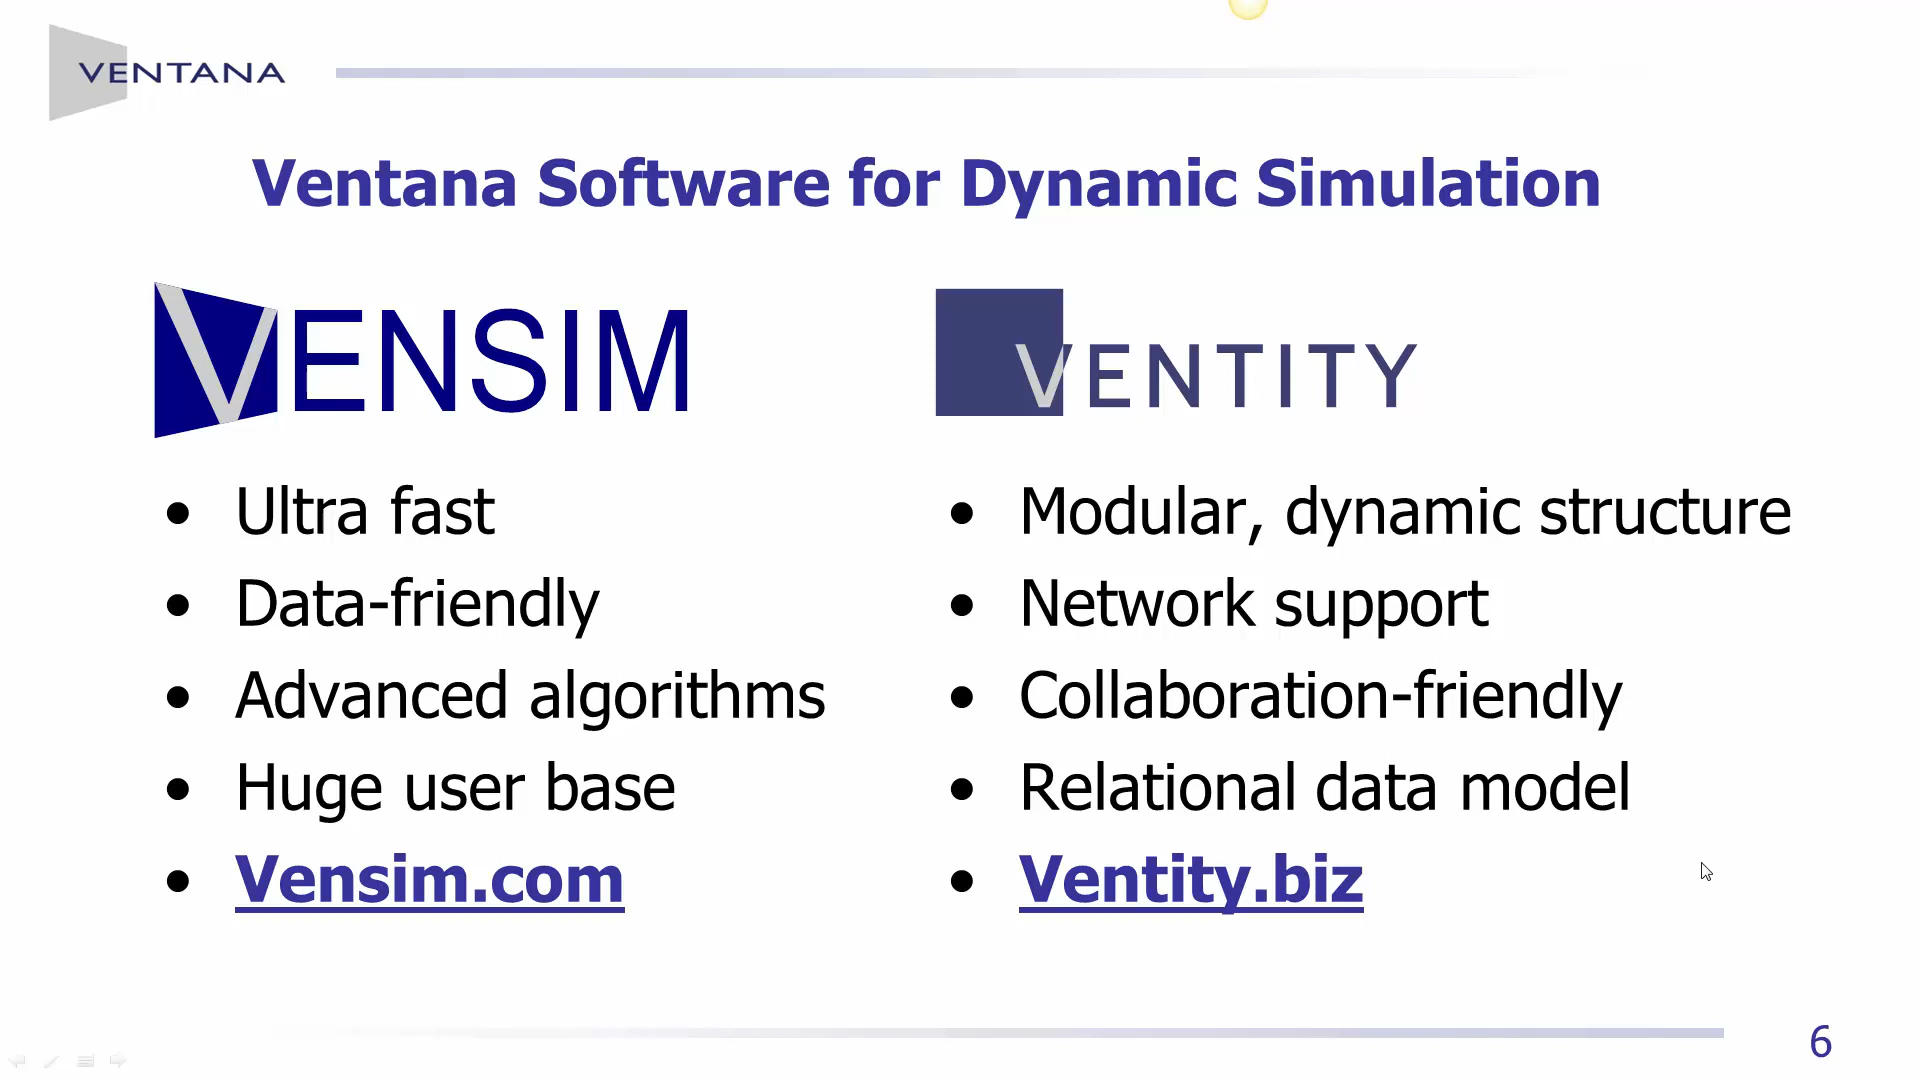 VENTANA
Ventana Software for Dynamic Simulation
VENSIM
• Ultra fast
• Data-friendly
• Advanced algorithms
• Huge user base
• Vensim.com
VENTITY
• Modular, dynamic structure
• Network support
• Collaboration-friendly
• Relational data model
• Ventity.biz
6